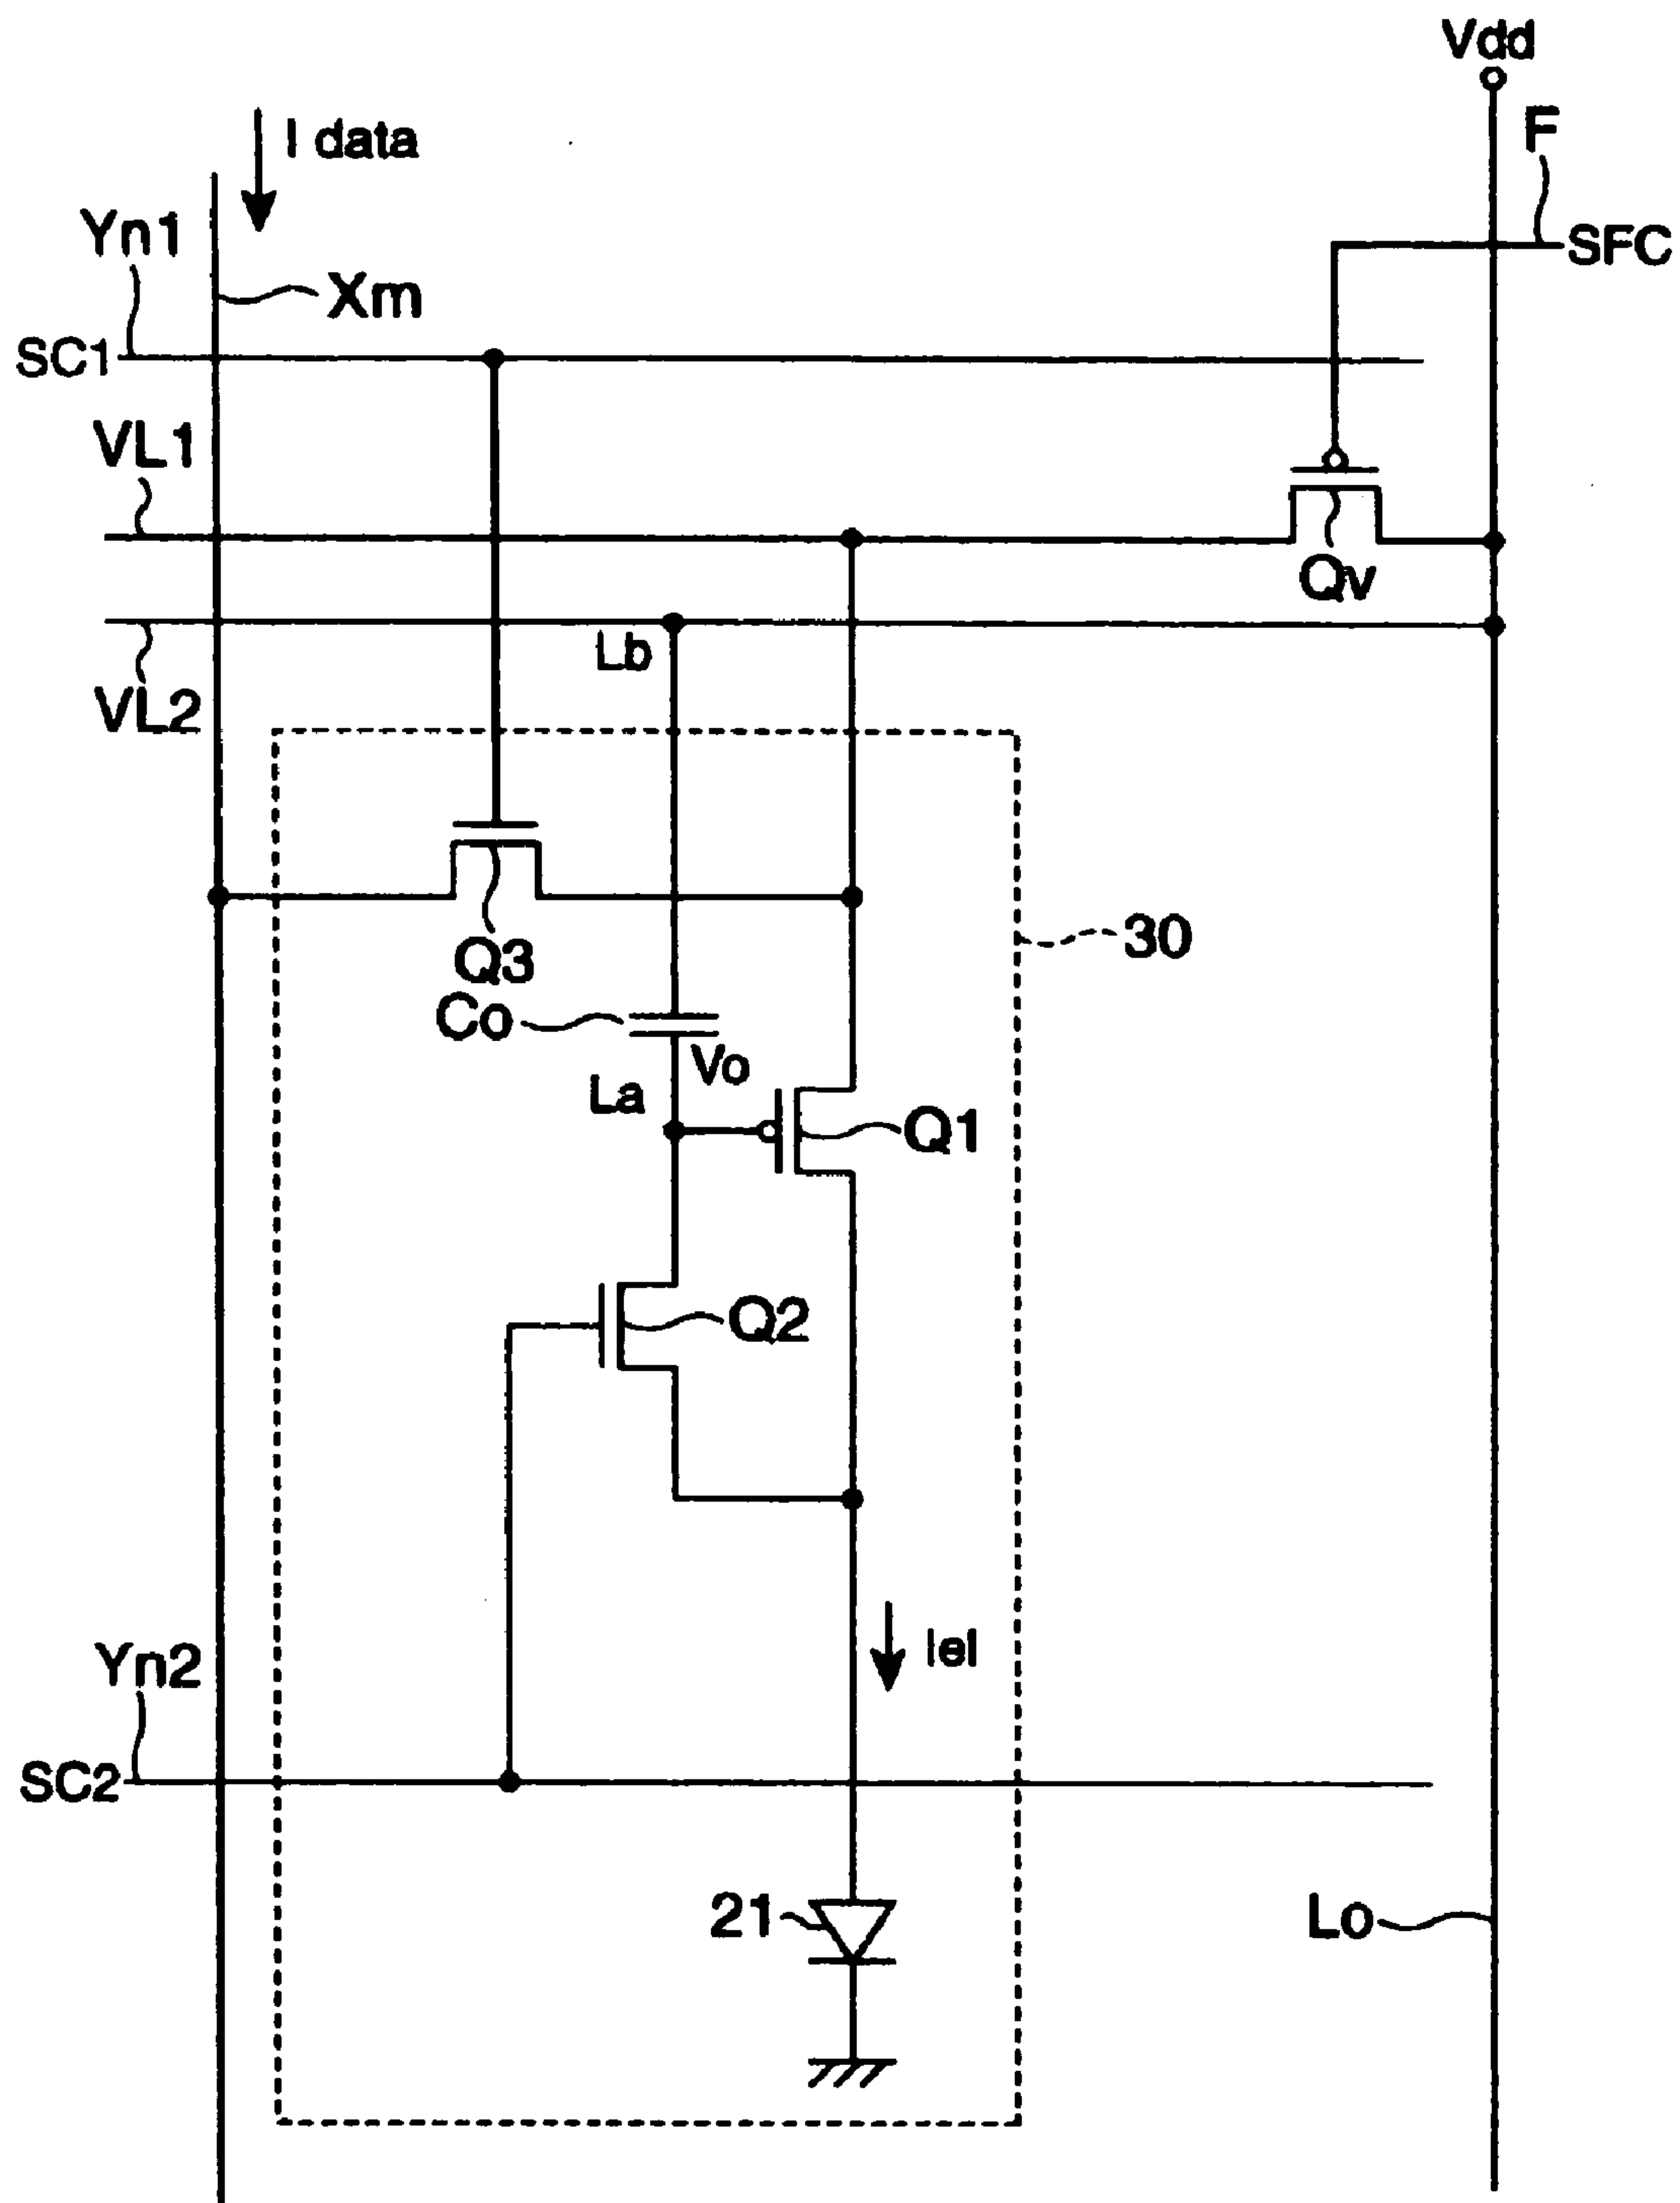 Vdd
I data
F
Yn1
SFC
Xm
SC1
VL1
Qv
Lb
VL2
30
Q3
Co
Vo
La
Q1
Q2
Iel
Yn2
SC2
21
Lo